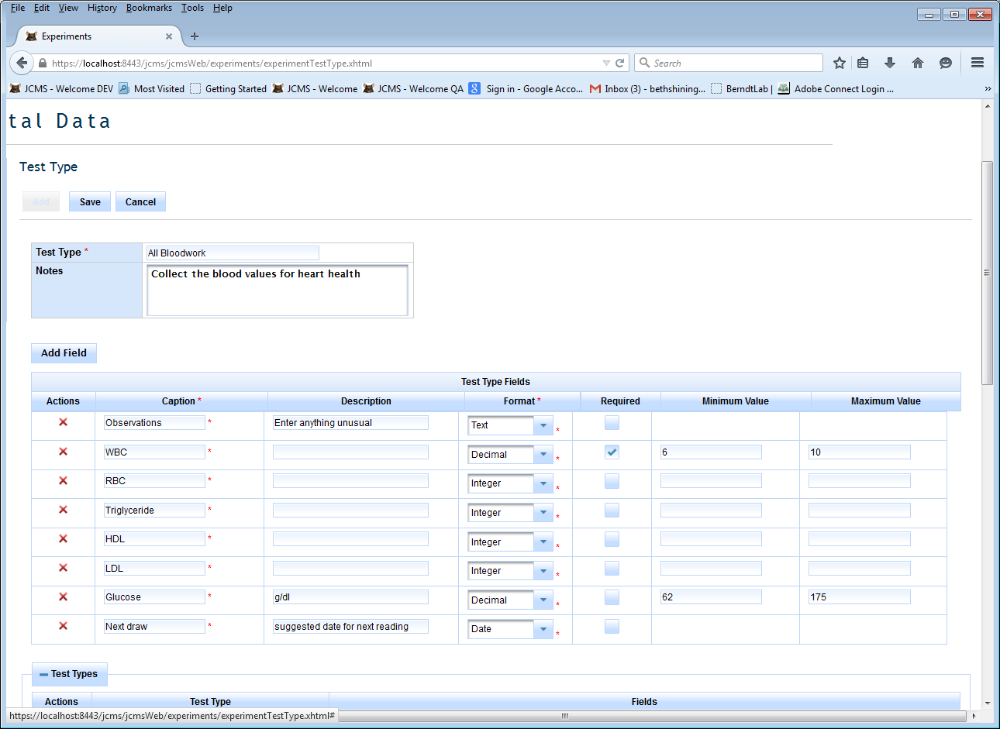 File Edit View History Bookmarks Tools Help
Experiments
https://localhost:8443/jcms/jcmsWeb/experiments/experimentTestType.xhtml
Search
JCMS - Welcome DEV Most Visited Getting Started JCMS - Welcome JCMS - Welcome QA Sign in - Google Acco... Inbox (3) - bethshining... BerndtLab | Adobe Connect Login ...
tal Data
Test Type
Add Save Cancel
Test Type * All Bloodwork
Notes Collect the blood values for heart health
Add Field
Test Type Fields
Actions Caption * Description Format * Required Minimum Value Maximum Value
Observations * Enter anything unusual Text *
WBC * Decimal * 6 10
RBC * Integer *
Triglyceride * Integer *
HDL * Integer *
LDL * Integer *
Glucose * g/dl Decimal * 62 175
Next draw * suggested date for next reading Date *
Test Types
Actions Test Type Fields
https://localhost:8443/jcms/jcmsWeb/experiments/experimentTestType.xhtml#